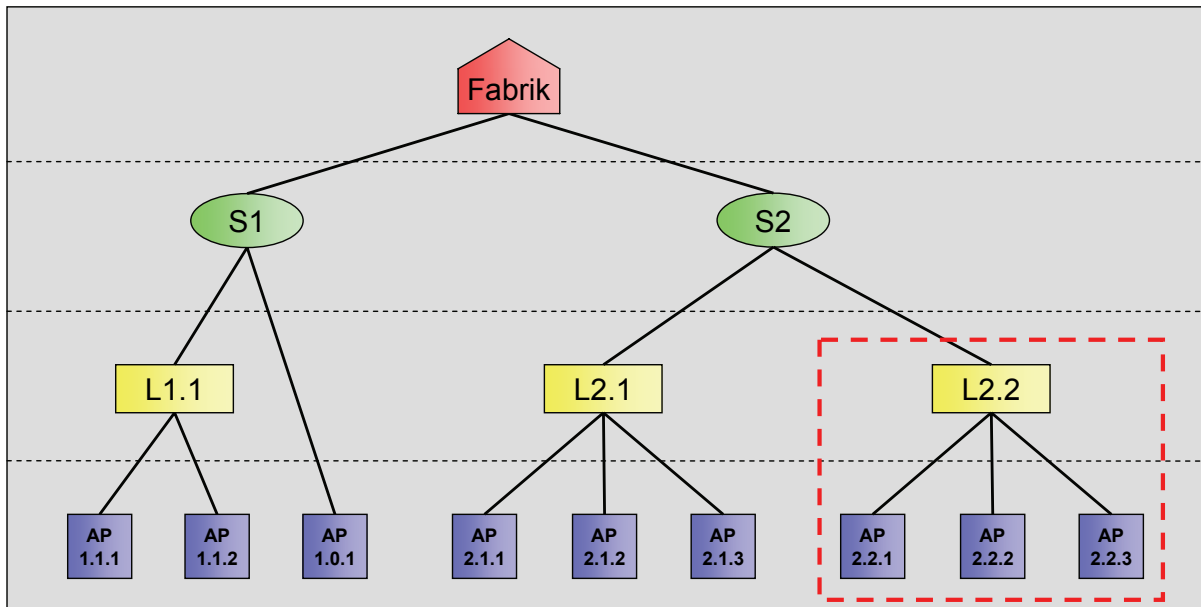 Fabrik
S1
S2
L1.1
L2.1
L2.2
AP
1.1.1
AP
1.1.2
AP
1.0.1
AP
2.1.1
AP
2.1.2
AP
2.1.3
AP
2.2.1
AP
2.2.2
AP
2.2.3